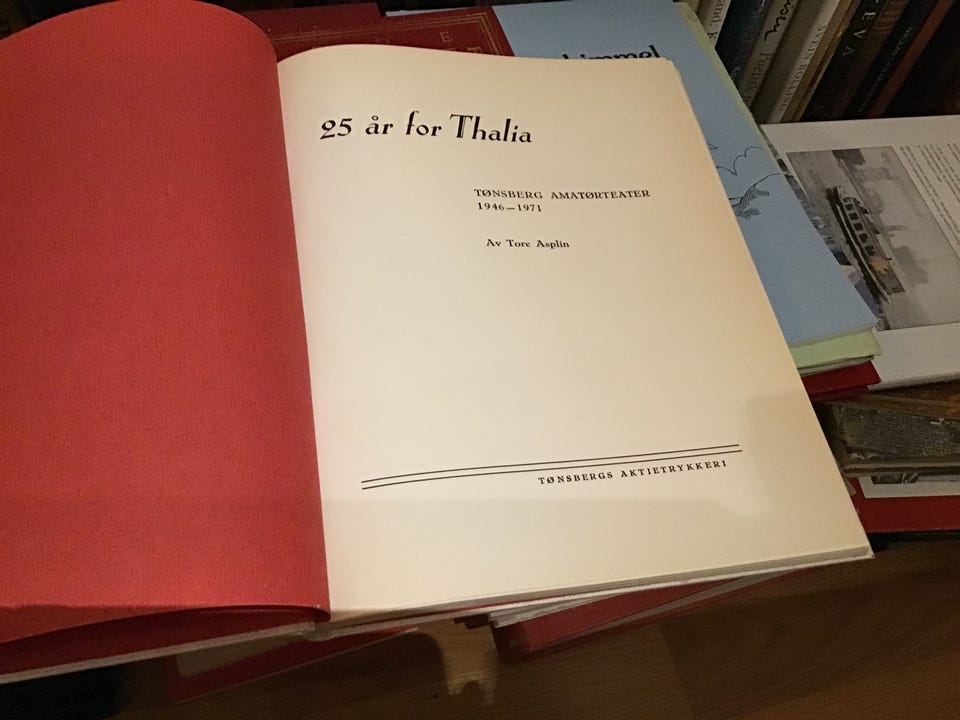 25 år for Thalia
TØNSBERG AMATØRTEATER
1946—1971
Av Tore Asplin
TØNSBERGS AKTIETRYKKERI